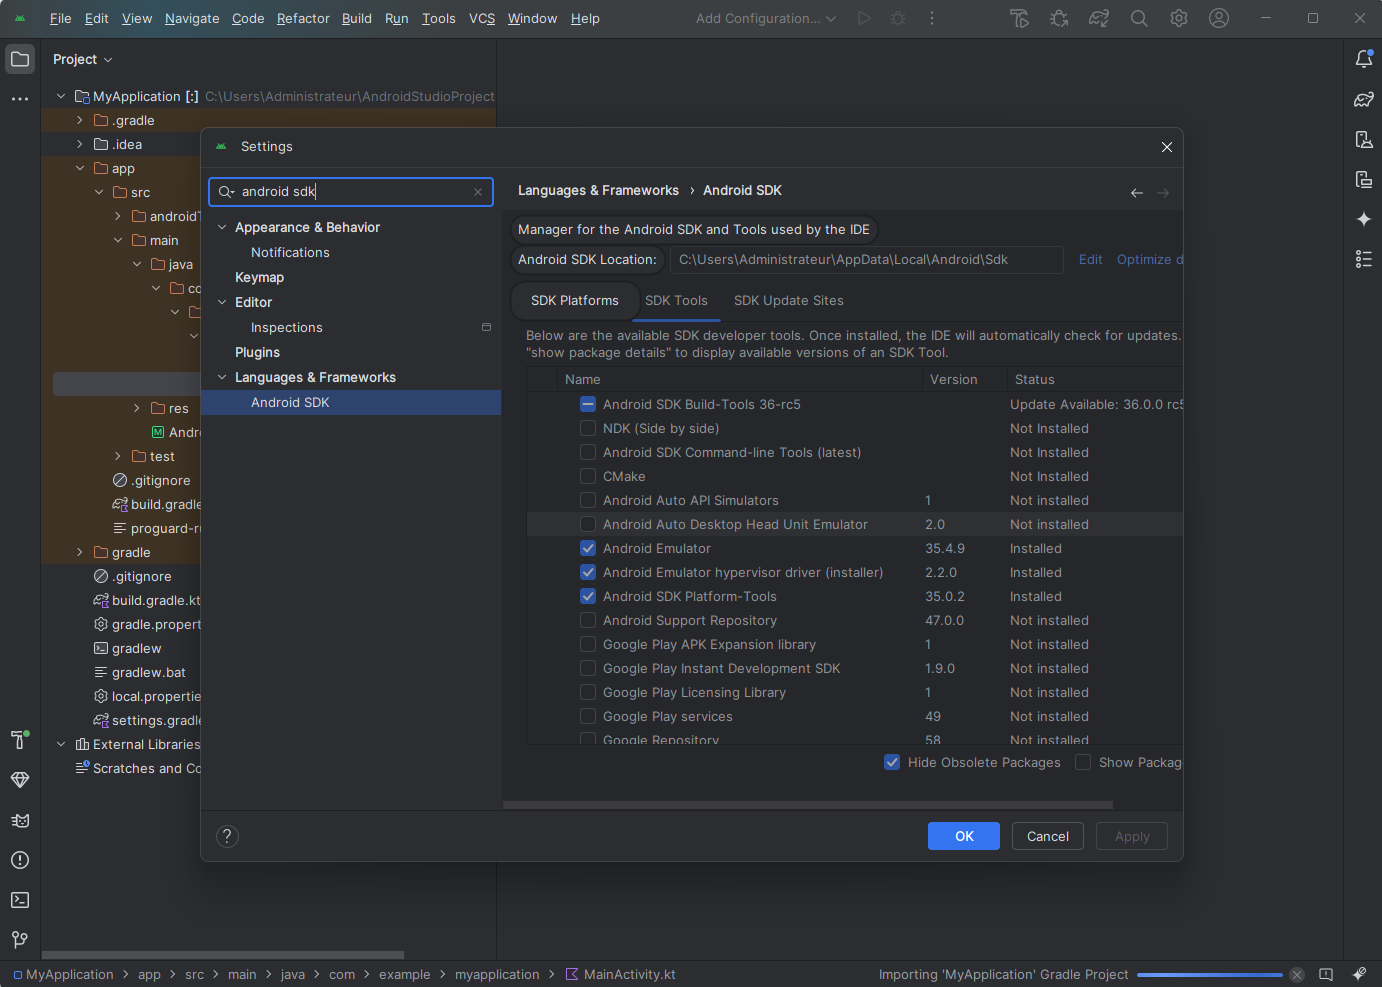 File Edit View Navigate Code Refactor Build Run Tools VCS Window Help Add Configuration...
Project
MyApplication [:] C:\Users\Administrateur\AndroidStudioProject
.gradle
.idea
app
src
androidT
main
java
co
res
Andro
M
test
.gitignore
build.gradle
proguard-ru
gradle
.gitignore
build.gradle.kt
gradle.propert
gradlew
gradlew.bat
local.propertie
settings.gradle
External Libraries
Scratches and Co
Settings
android sdk
Appearance & Behavior
Notifications
Keymap
Editor
Inspections
Plugins
Languages & Frameworks
Android SDK
Languages & Frameworks › Android SDK
Manager for the Android SDK and Tools used by the IDE
Android SDK Location: C:\Users\Administrateur\AppData\Local\Android\Sdk Edit Optimize d
SDK Platforms SDK Tools SDK Update Sites
Below are the available SDK developer tools. Once installed, the IDE will automatically check for updates.
"show package details" to display available versions of an SDK Tool.
Name Version Status
Android SDK Build-Tools 36-rc5 Update Available: 36.0.0 rc5
NDK (Side by side) Not Installed
Android SDK Command-line Tools (latest) Not Installed
CMake Not Installed
Android Auto API Simulators 1 Not installed
Android Auto Desktop Head Unit Emulator 2.0 Not installed
Android Emulator 35.4.9 Installed
Android Emulator hypervisor driver (installer) 2.2.0 Installed
Android SDK Platform-Tools 35.0.2 Installed
Android Support Repository 47.0.0 Not installed
Google Play APK Expansion library 1 Not installed
Google Play Instant Development SDK 1.9.0 Not installed
Google Play Licensing Library 1 Not installed
Google Play services 49 Not installed
Google Repository 58 Not installed
Hide Obsolete Packages Show Packag
? OK Cancel Apply
MyApplication > app > src > main > java > com > example > myapplication > MainActivity.kt Importing 'MyApplication' Gradle Project